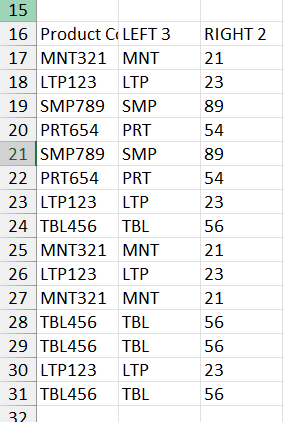 15
16 Product Co LEFT 3 RIGHT 2
17 MNT321 MNT 21
18 LTP123 LTP 23
19 SMP789 SMP 89
20 PRT654 PRT 54
21 SMP789 SMP 89
22 PRT654 PRT 54
23 LTP123 LTP 23
24 TBL456 TBL 56
25 MNT321 MNT 21
26 LTP123 LTP 23
27 MNT321 MNT 21
28 TBL456 TBL 56
29 TBL456 TBL 56
30 LTP123 LTP 23
31 TBL456 TBL 56
32